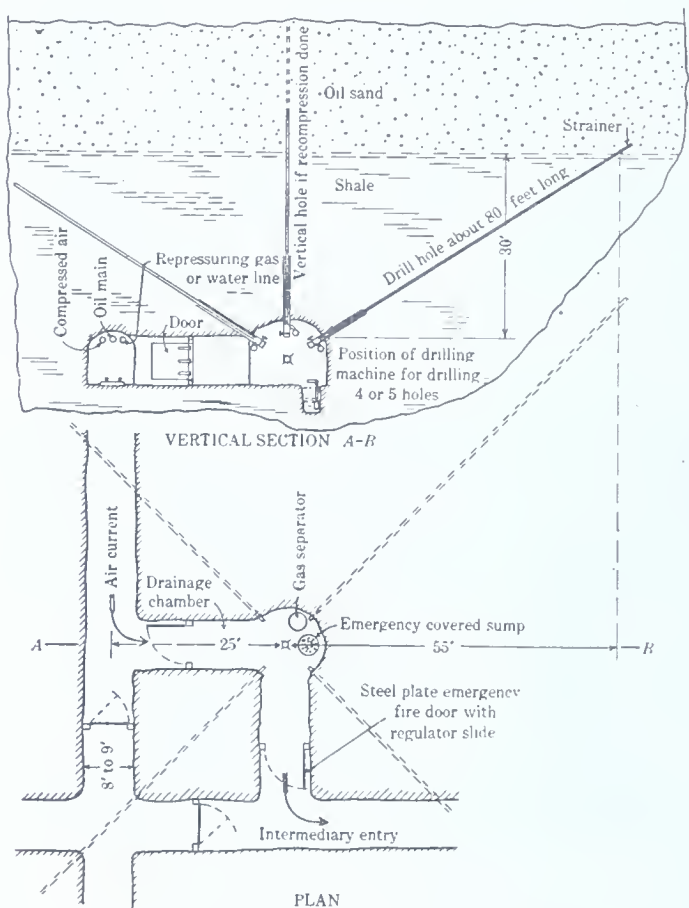 Oil sand
Strainer
Vertical hole if recompression done
Shale
Drill hole about 80 feet long
30'
Compressed air
Oil main
Repressuring gas
or water line
Door
Position of drilling
machine for drilling
4 or 5 holes
VERTICAL SECTION A-B
Air current
Drainage
chamber
Gas separator
Emergency covered sump
A
25'
55'
B
Steel plate emergency
fire door with
regulator slide
8' to 9'
Intermediary entry
PLAN